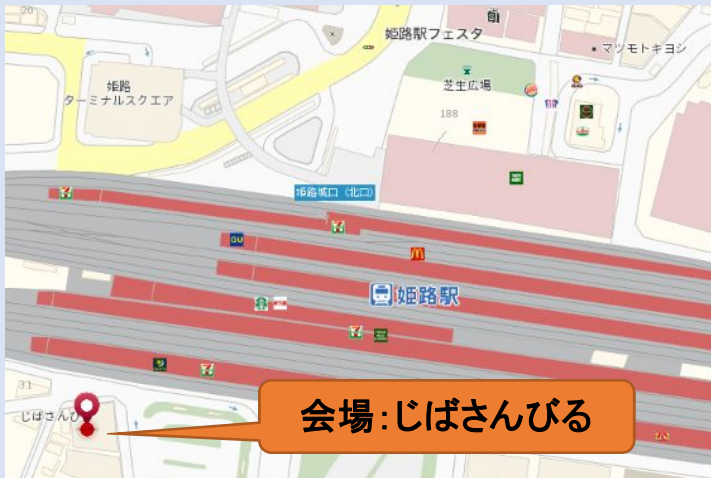 20
姫路駅フェスタ
マツモトキヨシ
姫路
ターミナルスクエア
芝生広場
188
姫路城口（北口）
GU
姫路駅
31
じばさんび
会場：じばさんびる